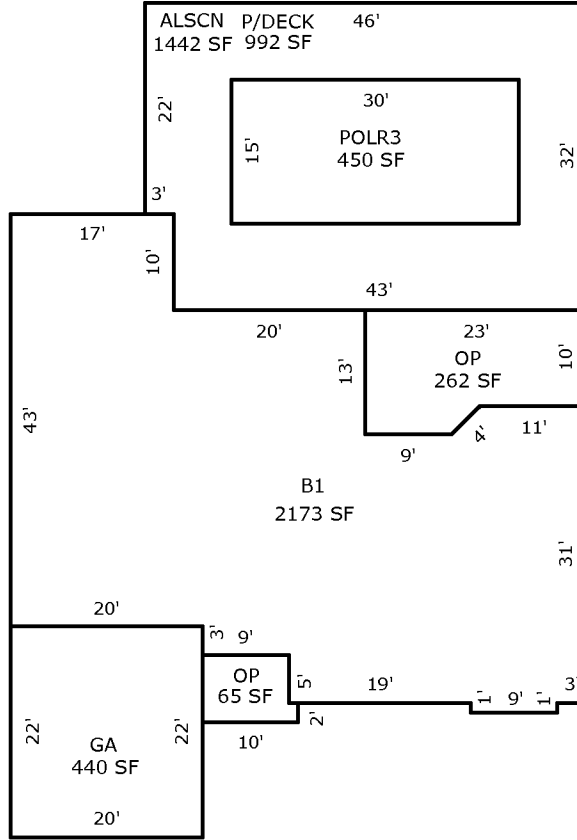 ALSCN P/DECK 46'
1442 SF 992 SF
22'
30'
POLR3
450 SF
15'
32'
3'
17'
10'
43'
20'
23'
13'
OP
262 SF
10'
43'
9'
4'
11'
B1
2173 SF
31'
20'
3'
9'
OP
65 SF
5'
19'
1'
9'
1'
3'
2'
10'
22'
22'
GA
440 SF
20'